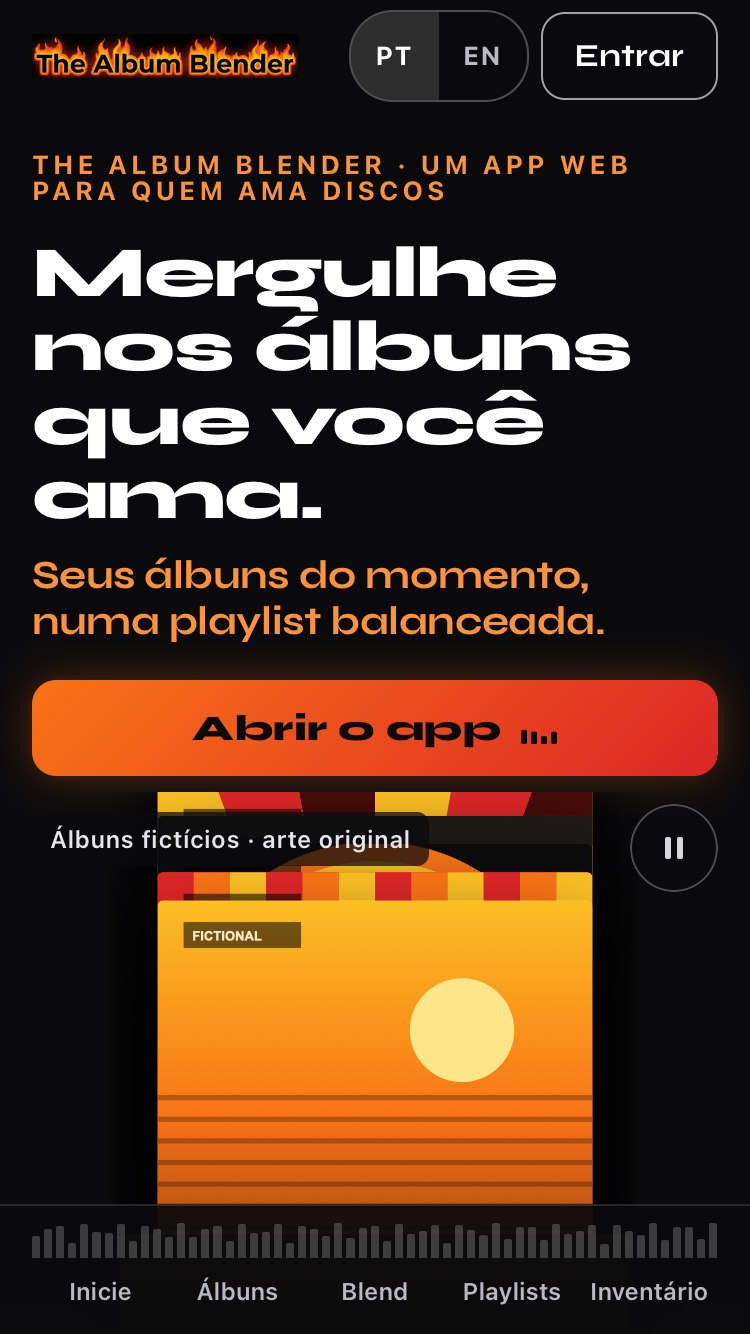 The Album Blender
PT
EN
Entrar
THE ALBUM BLENDER · UM APP WEB
PARA QUEM AMA DISCOS
Mergulhe
nos álbuns
que você
ama.
Seus álbuns do momento,
numa playlist balanceada.
Abrir o app
Álbuns fictícios · arte original
FICTIONAL
Inicie
Álbuns
Blend
Playlists
Inventário